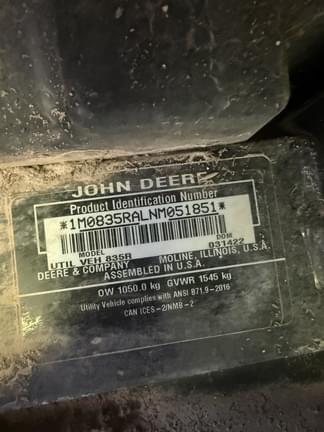 JOHN DEERE
Product Identification Number
*1M0835RALNM051851*
MODEL DOM
UTIL VEH 835R 031422
DEERE & COMPANY MOLINE, ILLINOIS, U.S.A.
ASSEMBLED IN U.S.A.
OW 1050.0 kg GVWR 1545 kg
Utility Vehicle complies with ANSI B71.9-2016
CAN ICES-2/NMB-2